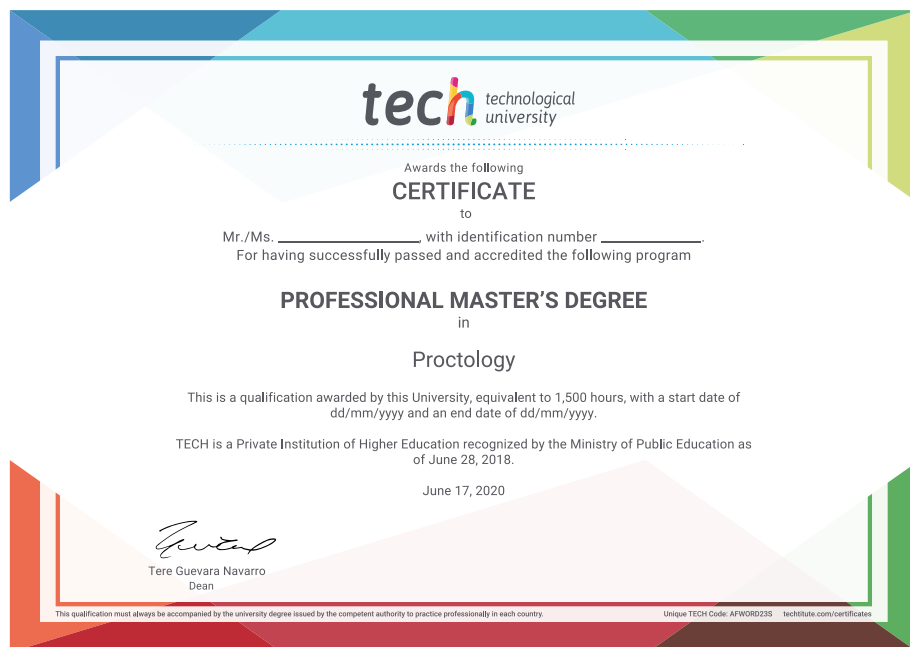 tech technological
university
Awards the following
CERTIFICATE
to
Mr./Ms. ____________________, with identification number ______________.
For having successfully passed and accredited the following program
PROFESSIONAL MASTER’S DEGREE
in
Proctology
This is a qualification awarded by this University, equivalent to 1,500 hours, with a start date of
dd/mm/yyyy and an end date of dd/mm/yyyy.
TECH is a Private Institution of Higher Education recognized by the Ministry of Public Education as
of June 28, 2018.
June 17, 2020
Tere Guevara Navarro
Dean
This qualification must always be accompanied by the university degree issued by the competent authority to practice professionally in each country. Unique TECH Code: AFWORD23S techtitute.com/certificates